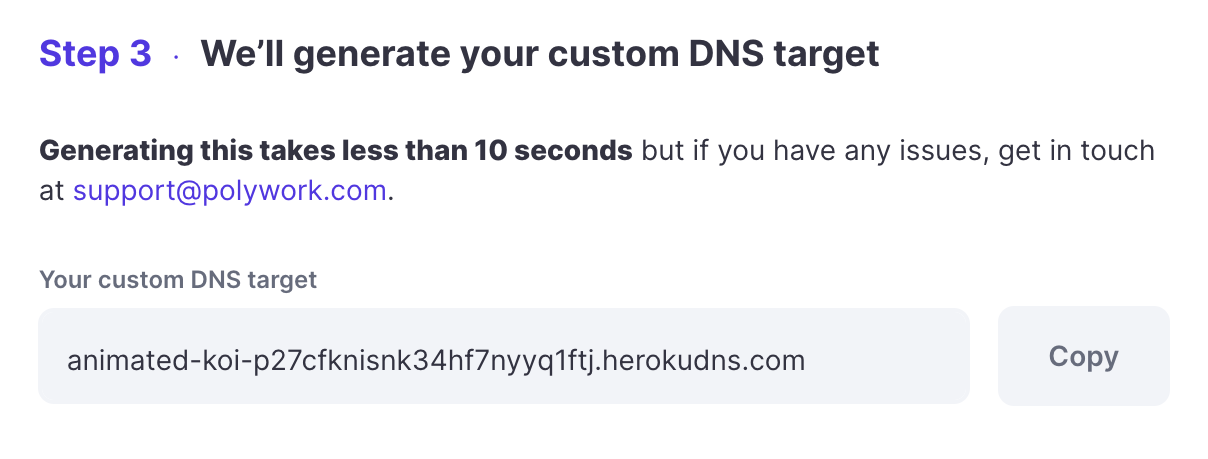 Step 3 · We’ll generate your custom DNS target
Generating this takes less than 10 seconds but if you have any issues, get in touch
at support@polywork.com.
Your custom DNS target
animated-koi-p27cfknisnk34hf7nyyq1ftj.herokudns.com
Copy